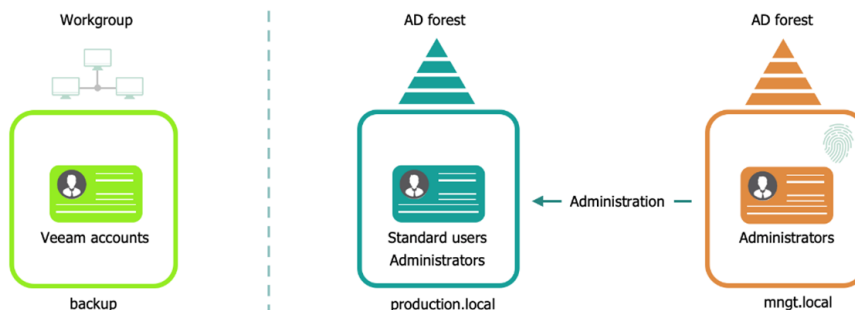 Workgroup
AD forest
AD forest
Veeam accounts
Standard users
Administrators
Administration
Administrators
backup
production.local
mngt.local